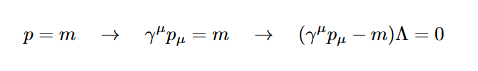 p = m → γ^μ p_μ = m → (γ^μ p_μ − m)Λ = 0